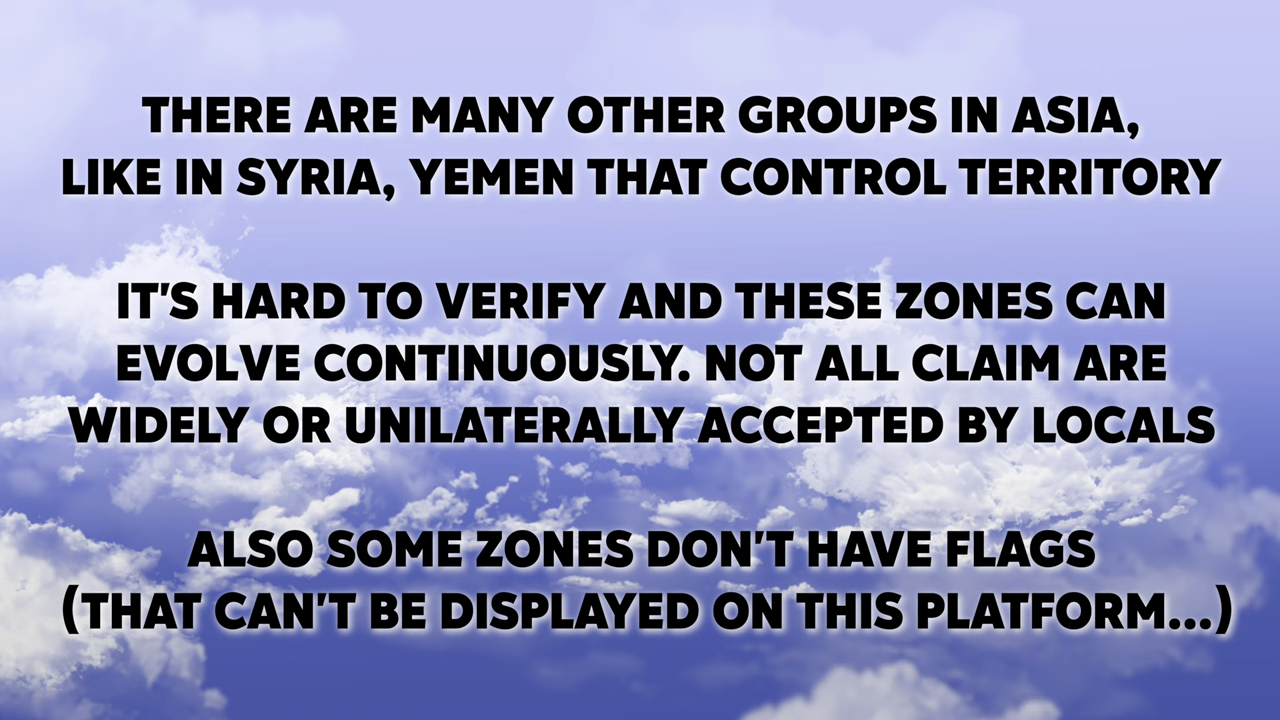 THERE ARE MANY OTHER GROUPS IN ASIA,
LIKE IN SYRIA, YEMEN THAT CONTROL TERRITORY
IT'S HARD TO VERIFY AND THESE ZONES CAN
EVOLVE CONTINUOUSLY. NOT ALL CLAIM ARE
WIDELY OR UNILATERALLY ACCEPTED BY LOCALS
ALSO SOME ZONES DON'T HAVE FLAGS
(THAT CAN'T BE DISPLAYED ON THIS PLATFORM...)